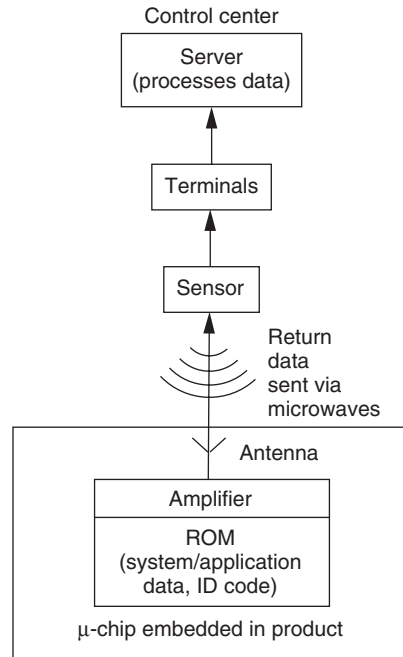 Control center
Server
(processes data)
Terminals
Sensor
Return
data
sent via
microwaves
Antenna
Amplifier
ROM
(system/application
data, ID code)
μ-chip embedded in product